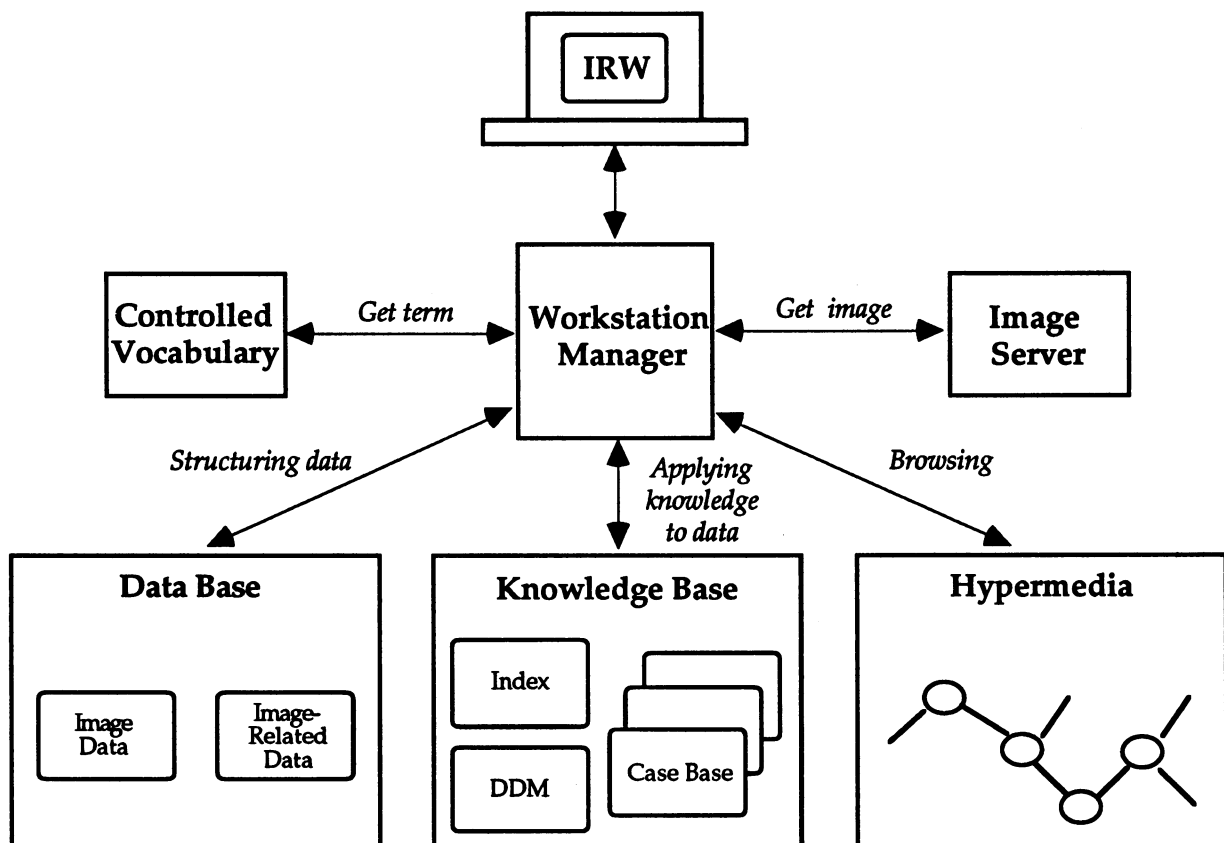 IRW
Controlled
Vocabulary
Get term
Workstation
Manager
Get image
Image
Server
Structuring data
Applying
knowledge
to data
Browsing
Data Base
Image
Data
Image-
Related
Data
Knowledge Base
Index
DDM
Case Base
Hypermedia